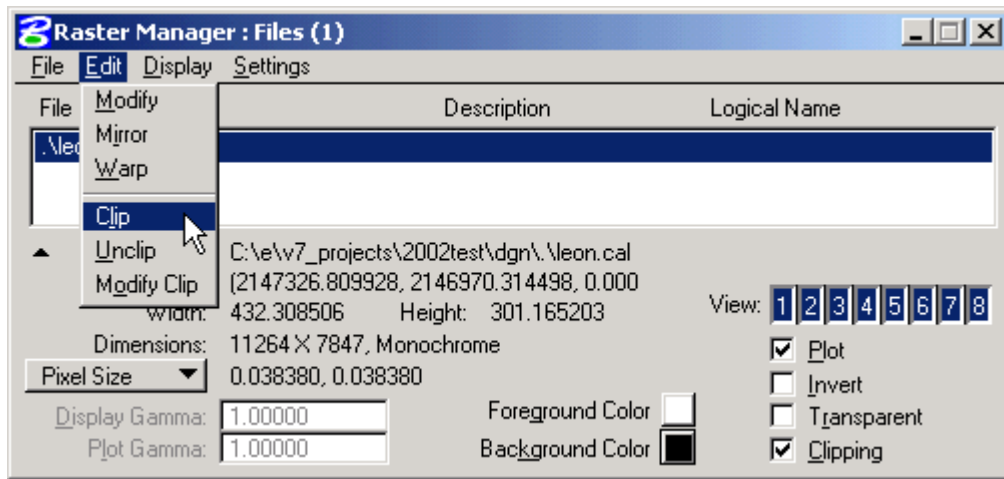 Raster Manager : Files (1)
File Edit Display Settings
File Description Logical Name
Modify
Mirror
Warp
Clip
Unclip
Modify Clip
C:\e\v7_projects\2002test\dgn\.\leon.cal
(2147326.809928, 2146970.314498, 0.000
Width: 432.308506 Height: 301.165203
View: 1 2 3 4 5 6 7 8
Dimensions: 11264 X 7847, Monochrome
Plot
Pixel Size 0.038380, 0.038380
Invert
Display Gamma: 1.00000 Foreground Color
Transparent
Plot Gamma: 1.00000 Background Color
Clipping